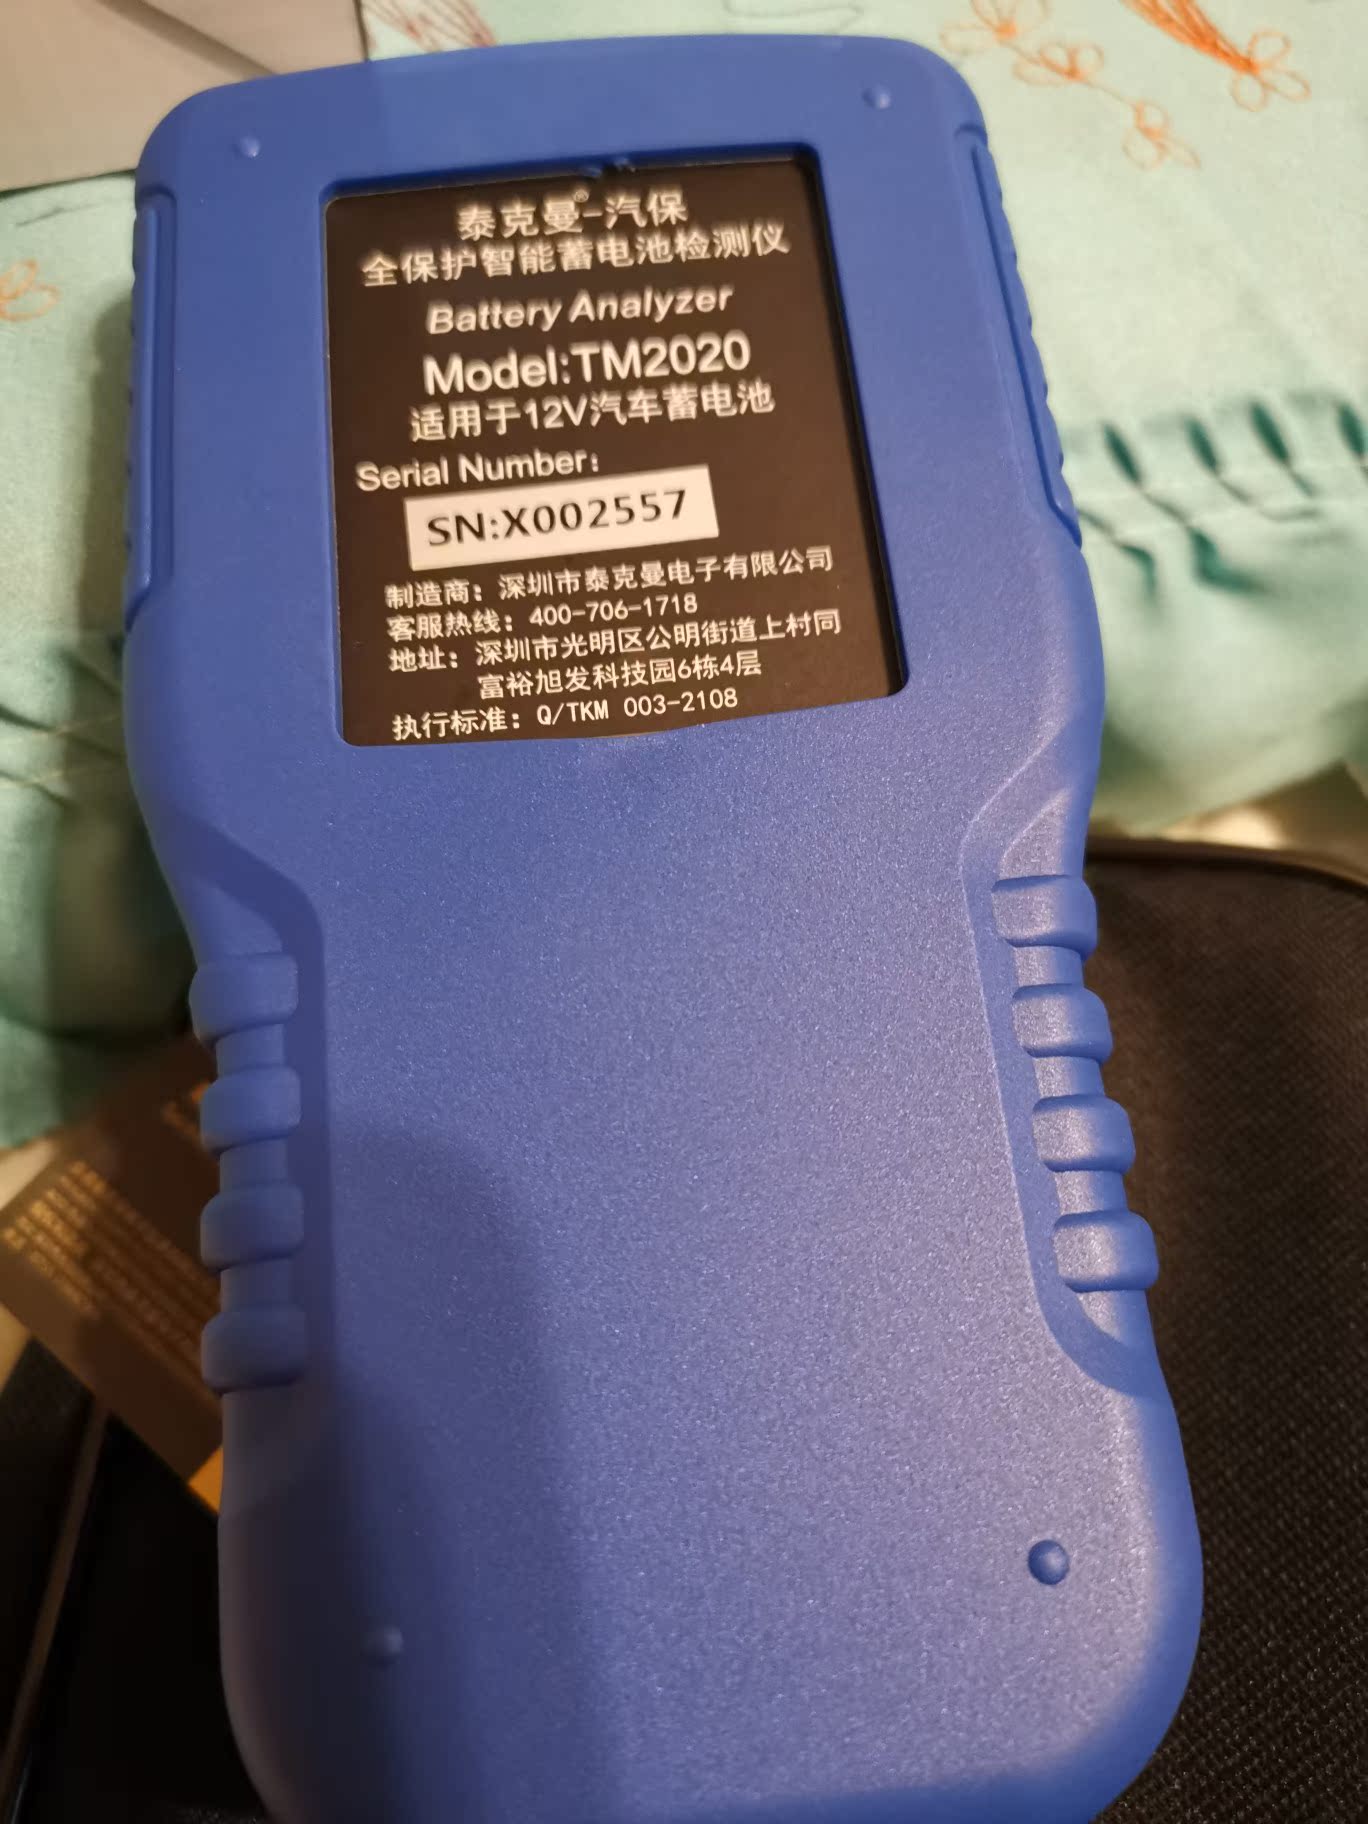 泰克曼®-汽保
全保护智能蓄电池检测仪
Battery Analyzer
Model:TM2020
适用于12V汽车蓄电池
Serial Number:
SN:X002557
制造商：深圳市泰克曼电子有限公司
客服热线：400-706-1718
地址：深圳市光明区公明街道上村同
富裕旭发科技园6栋4层
执行标准：Q/TKM 003-2108